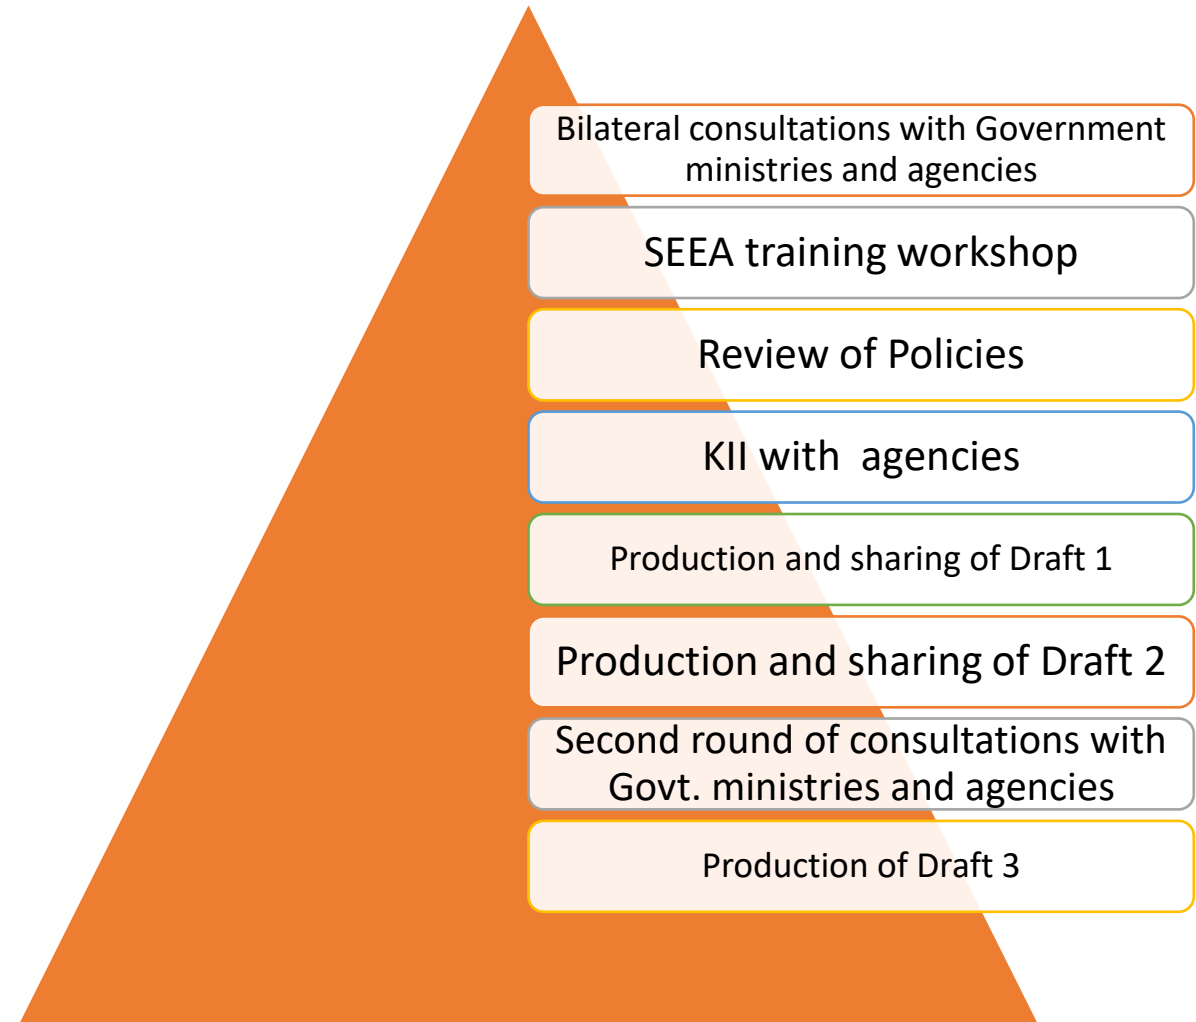 Bilateral consultations with Government
ministries and agencies
SEEA training workshop
Review of Policies
KII with  agencies
Production and sharing of Draft 1
Production and sharing of Draft 2
Second round of consultations with
Govt. ministries and agencies
Production of Draft 3